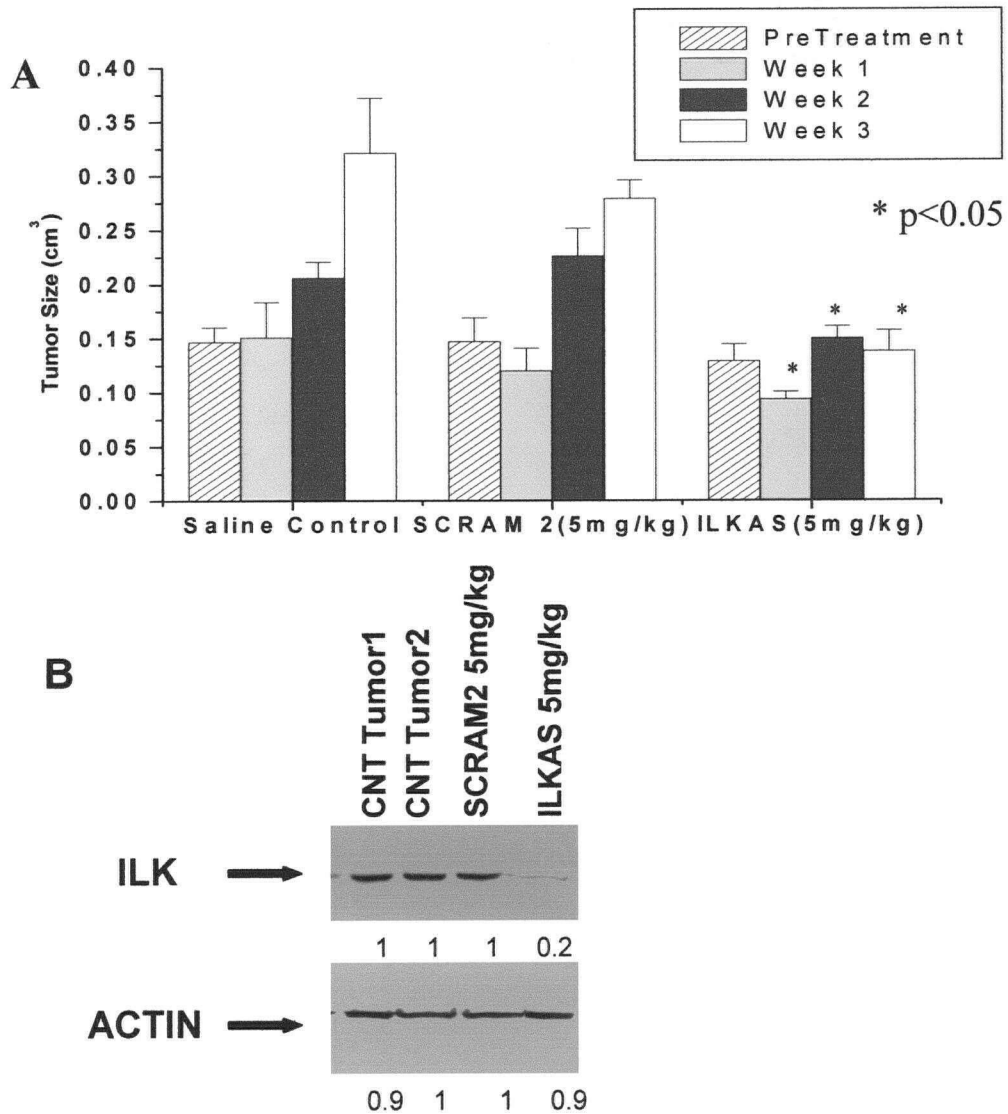 A
PreTreatment
Week 1
Week 2
Week 3
* p<0.05
Tumor Size (cm³)
0.40
0.35
0.30
0.25
0.20
0.15
0.10
0.05
0.00
*
*
*
Saline Control SCRAM 2(5mg/kg) ILKAS(5mg/kg)
B
CNT Tumor1
CNT Tumor2
SCRAM2 5mg/kg
ILKAS 5mg/kg
ILK
1 1 1 0.2
ACTIN
0.9 1 1 0.9